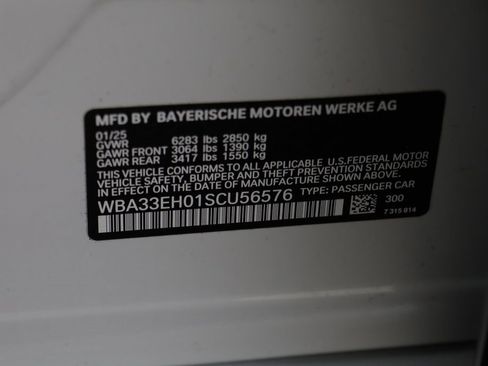 MFD BY BAYERISCHE MOTOREN WERKE AG
01/25
GVWR 6283 lbs 2850 kg
GAWR FRONT 3064 lbs 1390 kg
GAWR REAR 3417 lbs 1550 kg
THIS VEHICLE CONFORMS TO ALL APPLICABLE U.S.FEDERAL MOTOR
VEHICLE SAFETY, BUMPER AND THEFT PREVENTION STANDARDS
IN EFFECT ON THE DATE OF MANUFACTURE SHOWN ABOVE.
WBA33EH01SCU56576 TYPE: PASSENGER CAR
300
7 315 914